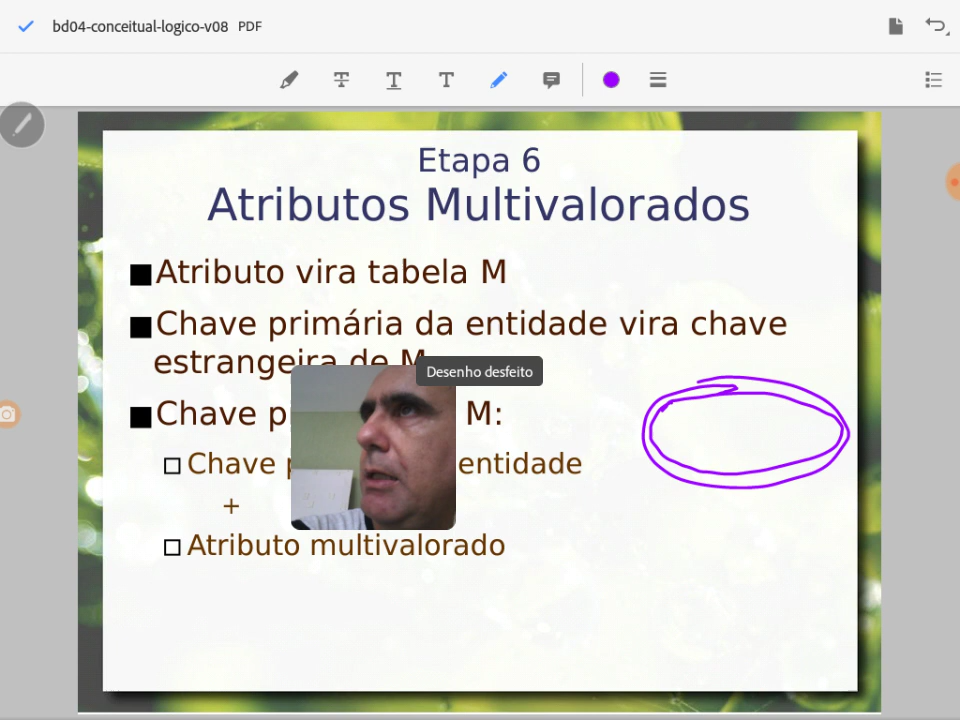 bd04-conceitual-logico-v08 PDF
Etapa 6
Atributos Multivalorados
Atributo vira tabela M
Chave primária da entidade vira chave
estrangeira de M
Desenho desfeito
Chave M:
Chave entidade
+
Atributo multivalorado